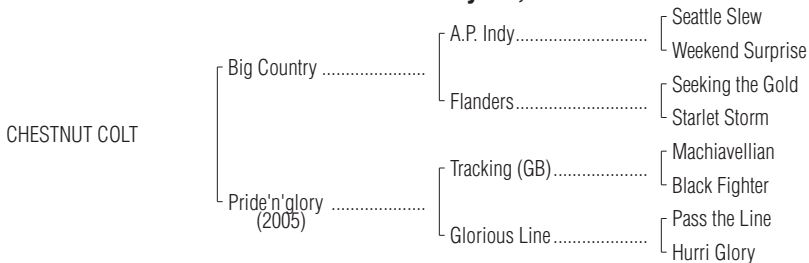 Seattle Slew
A.P. Indy......................
Weekend Surprise
Big Country ......................
Seeking the Gold
Flanders......................
Starlet Storm
CHESTNUT COLT
Machiavellian
Tracking (GB)......................
Black Fighter
Pride'n'glory ....................
(2005)
Pass the Line
Glorious Line....................
Hurri Glory